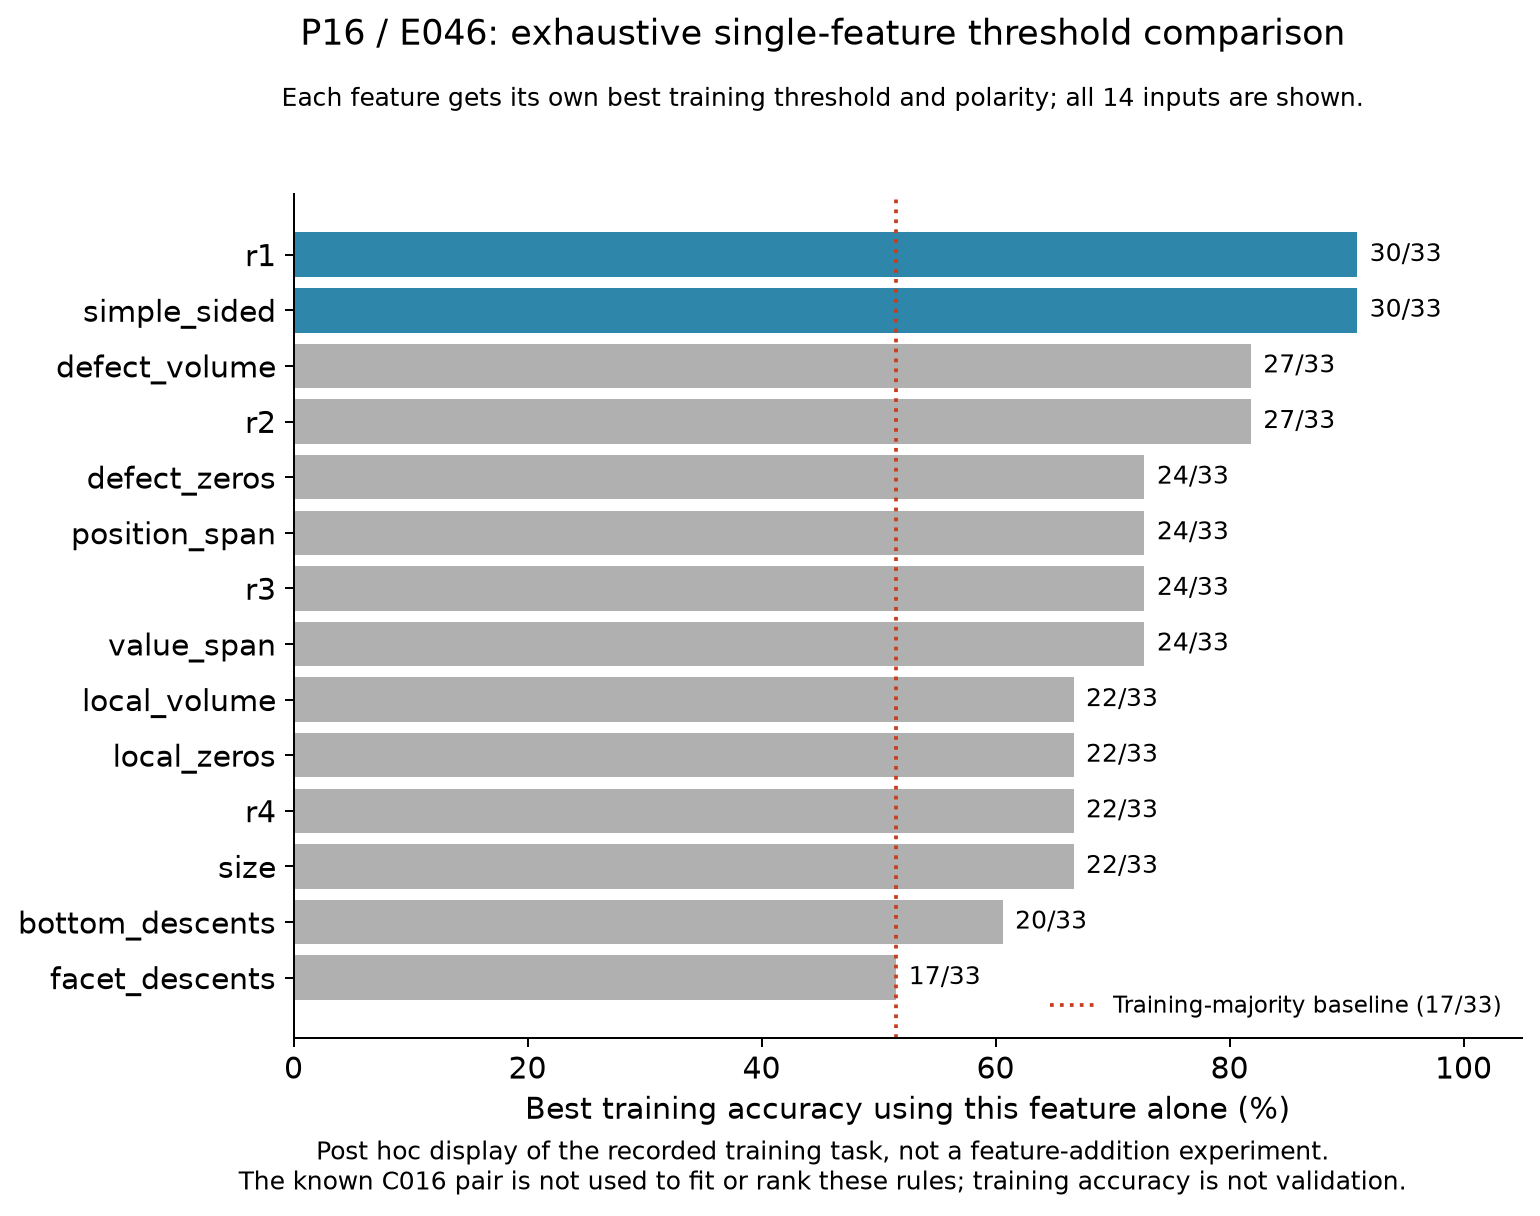 P16 / E046: exhaustive single-feature threshold comparison
Each feature gets its own best training threshold and polarity; all 14 inputs are shown.
r1 30/33
simple_sided 30/33
defect_volume 27/33
r2 27/33
defect_zeros 24/33
position_span 24/33
r3 24/33
value_span 24/33
local_volume 22/33
local_zeros 22/33
r4 22/33
size 22/33
bottom_descents 20/33
facet_descents 17/33
Training-majority baseline (17/33)
0 20 40 60 80 100
Best training accuracy using this feature alone (%)
Post hoc display of the recorded training task, not a feature-addition experiment.
The known C016 pair is not used to fit or rank these rules; training accuracy is not validation.